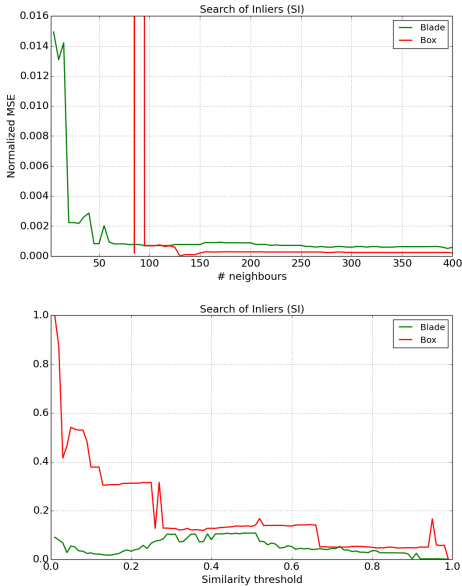 Search of Inliers (SI)
0.016
0.014
0.012
0.010
0.008
0.006
0.004
0.002
0.000
Normalized MSE
Blade
Box
50 100 150 200 250 300 350 400
# neighbours
Search of Inliers (SI)
1.0
0.8
0.6
0.4
0.2
0.0
Blade
Box
0.0 0.2 0.4 0.6 0.8 1.0
Similarity threshold